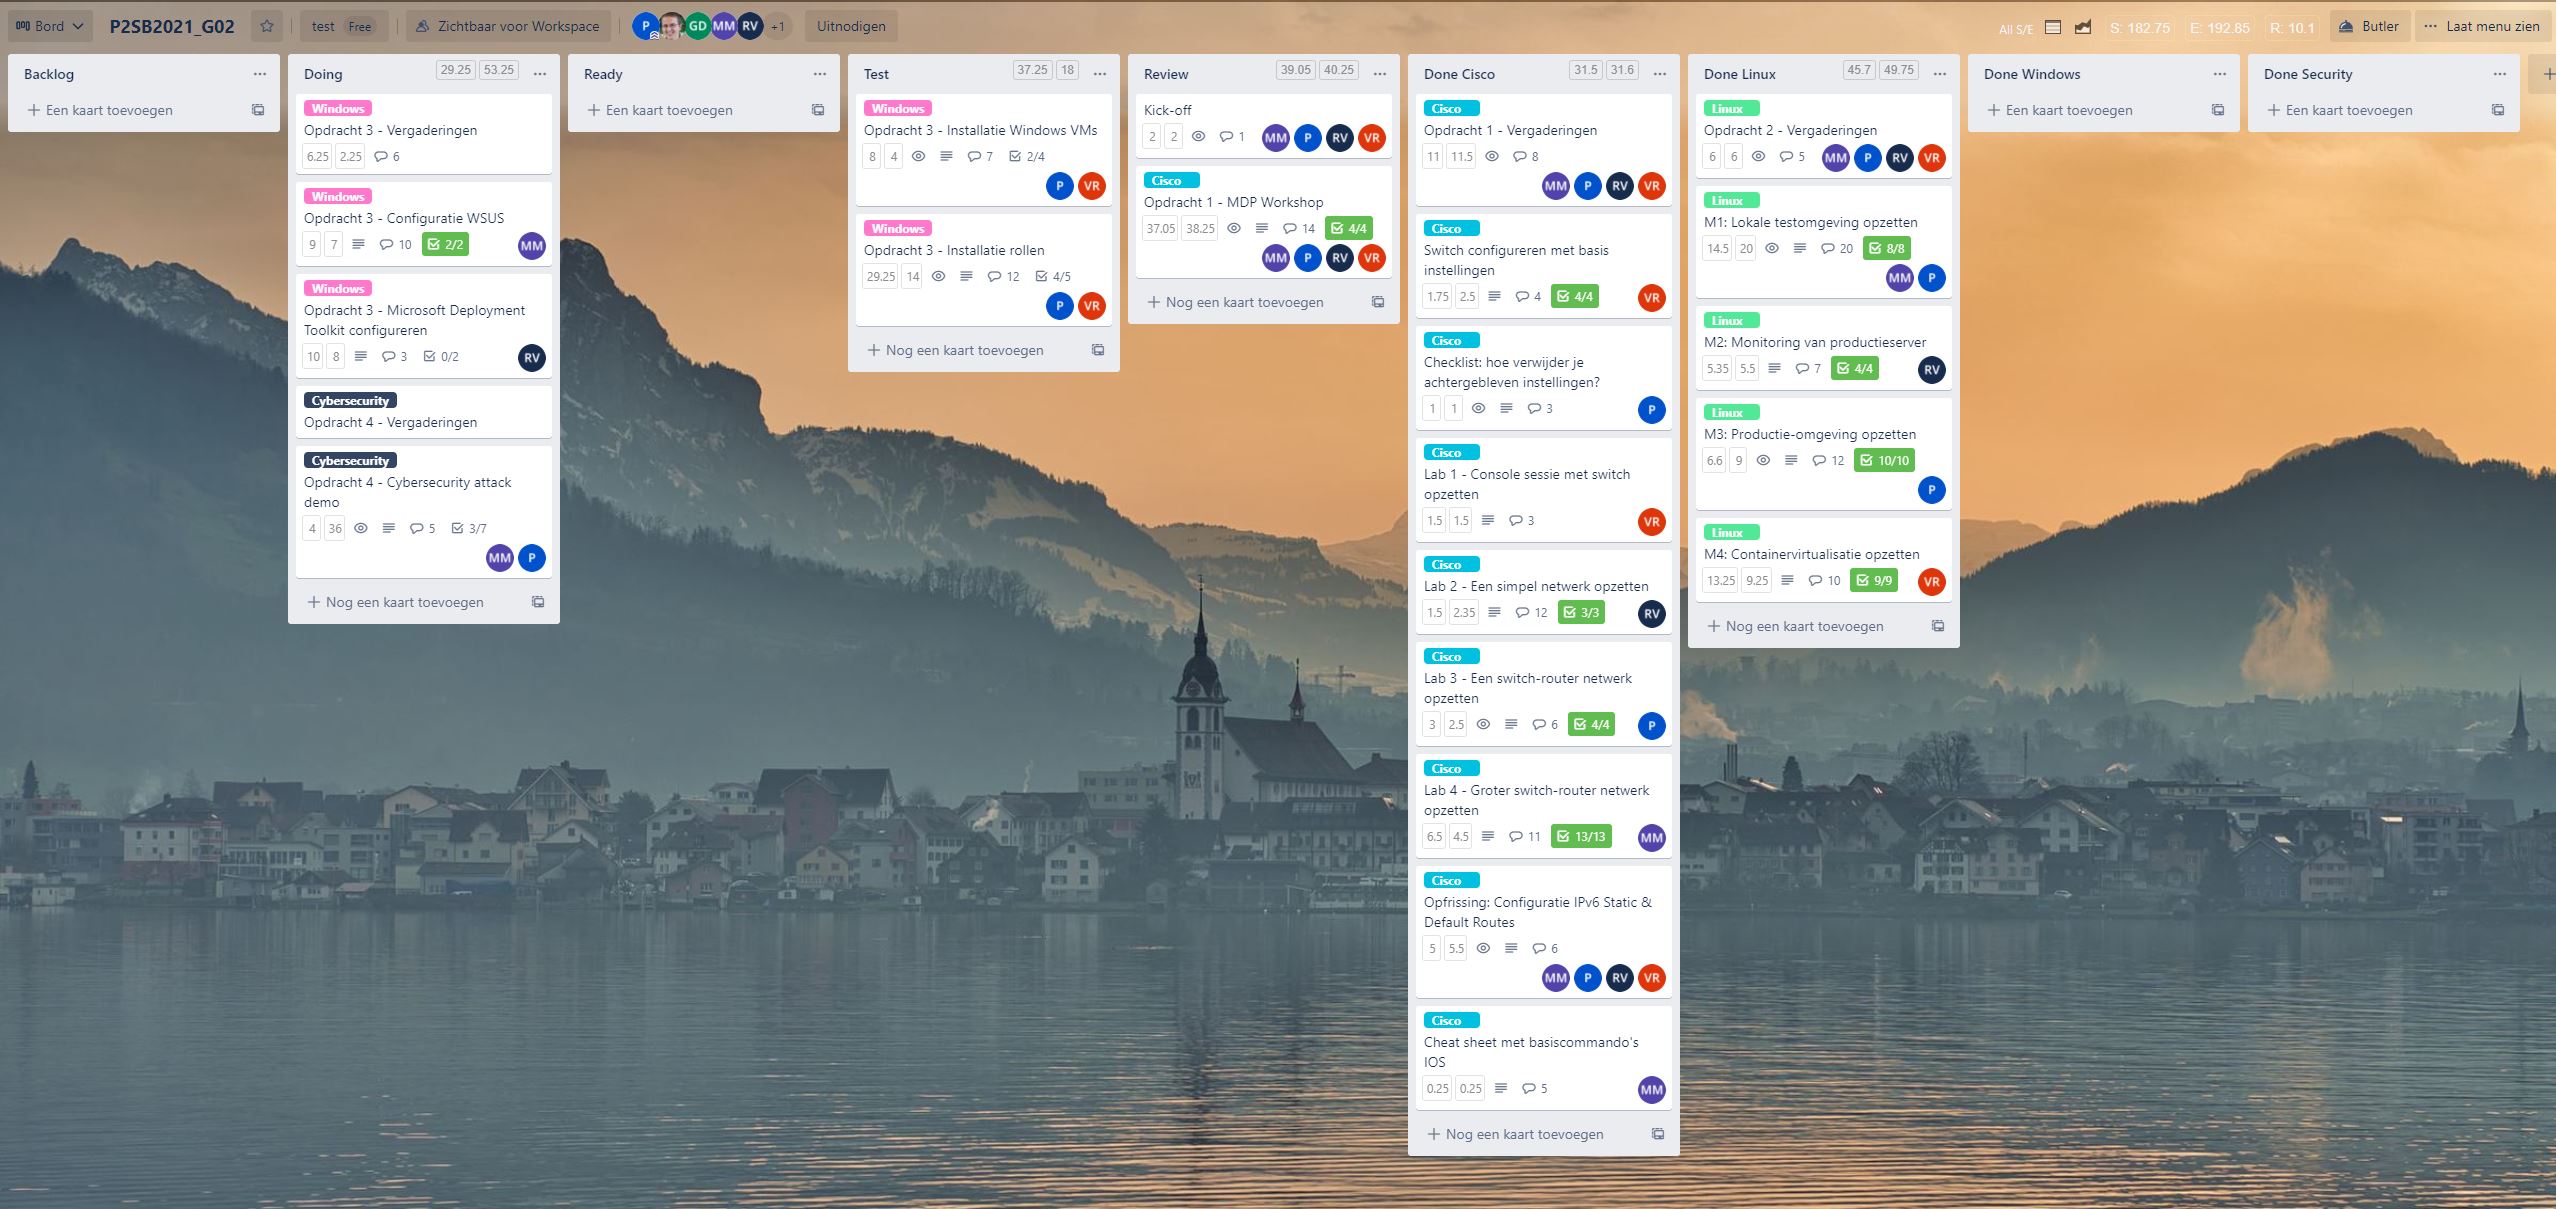 Bord
P2SB2021_G02
test Free
Zichtbaar voor Workspace
P GD MM RV +1
Uitnodigen
All S/E
S: 182.75
E: 192.85
R: 10.1
Butler
Laat menu zien
Backlog
Een kaart toevoegen
Doing 29.25 53.25
Windows
Opdracht 3 - Vergaderingen
6.25 2.25 6
Windows
Opdracht 3 - Configuratie WSUS
9 7 10 2/2 MM
Windows
Opdracht 3 - Microsoft Deployment
Toolkit configureren
10 8 3 0/2 RV
Cybersecurity
Opdracht 4 - Vergaderingen
Cybersecurity
Opdracht 4 - Cybersecurity attack
demo
4 36 5 3/7
MM P
Nog een kaart toevoegen
Ready
Een kaart toevoegen
Test 37.25 18
Windows
Opdracht 3 - Installatie Windows VMs
8 4 7 2/4
P VR
Windows
Opdracht 3 - Installatie rollen
29.25 14 12 4/5
P VR
Nog een kaart toevoegen
Review 39.05 40.25
Kick-off
2 2 1 MM P RV VR
Cisco
Opdracht 1 - MDP Workshop
37.05 38.25 14 4/4
MM P RV VR
Nog een kaart toevoegen
Done Cisco 31.5 31.6
Cisco
Opdracht 1 - Vergaderingen
11 11.5 8
MM P RV VR
Cisco
Switch configureren met basis
instellingen
1.75 2.5 4 4/4 VR
Cisco
Checklist: hoe verwijder je
achtergebleven instellingen?
1 1 3 P
Cisco
Lab 1 - Console sessie met switch
opzetten
1.5 1.5 3 VR
Cisco
Lab 2 - Een simpel netwerk opzetten
1.5 2.35 12 3/3 RV
Cisco
Lab 3 - Een switch-router netwerk
opzetten
3 2.5 6 4/4 P
Cisco
Lab 4 - Groter switch-router netwerk
opzetten
6.5 4.5 11 13/13 MM
Cisco
Opfrissing: Configuratie IPv6 Static &
Default Routes
5 5.5 6
MM P RV VR
Cisco
Cheat sheet met basiscommando's
IOS
0.25 0.25 5 MM
Nog een kaart toevoegen
Done Linux 45.7 49.75
Linux
Opdracht 2 - Vergaderingen
6 6 5 MM P RV VR
Linux
M1: Lokale testomgeving opzetten
14.5 20 20 8/8
MM P
Linux
M2: Monitoring van productieserver
5.35 5.5 7 4/4 RV
Linux
M3: Productie-omgeving opzetten
6.6 9 12 10/10
P
Linux
M4: Containervirtualisatie opzetten
13.25 9.25 10 9/9 VR
Nog een kaart toevoegen
Done Windows
Een kaart toevoegen
Done Security
Een kaart toevoegen